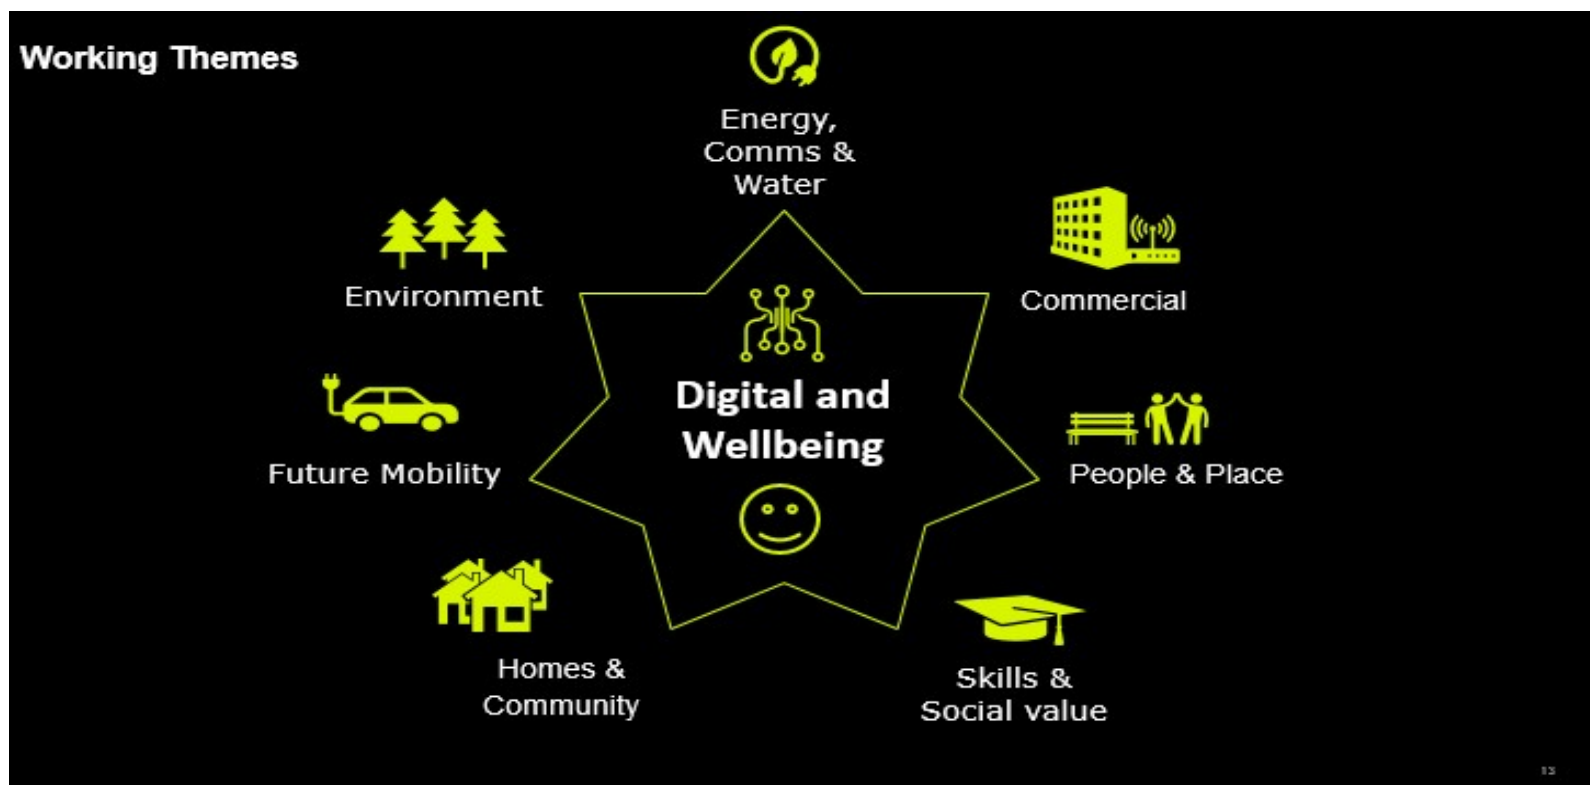 Working Themes
Energy,
Comms &
Water
Environment
Commercial
Digital and
Wellbeing
Future Mobility
People & Place
Homes &
Community
Skills &
Social value
13